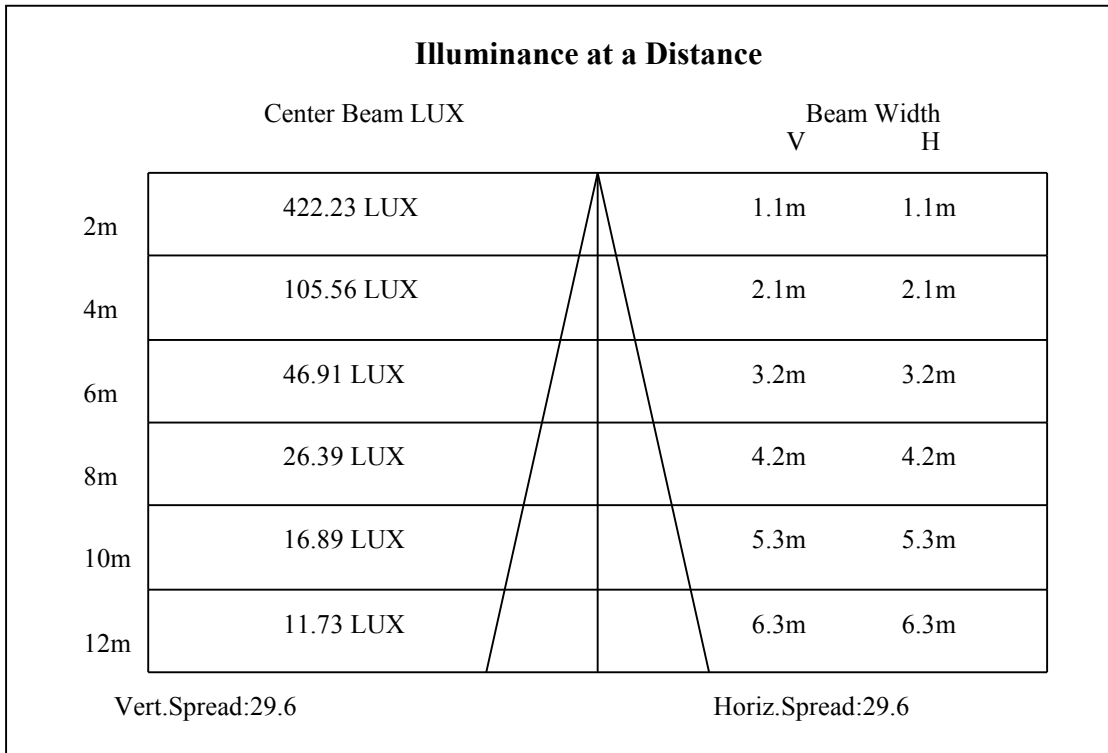 Illuminance at a Distance
Center Beam LUX Beam Width
V H
2m 422.23 LUX 1.1m 1.1m
4m 105.56 LUX 2.1m 2.1m
6m 46.91 LUX 3.2m 3.2m
8m 26.39 LUX 4.2m 4.2m
10m 16.89 LUX 5.3m 5.3m
12m 11.73 LUX 6.3m 6.3m
Vert.Spread:29.6 Horiz.Spread:29.6